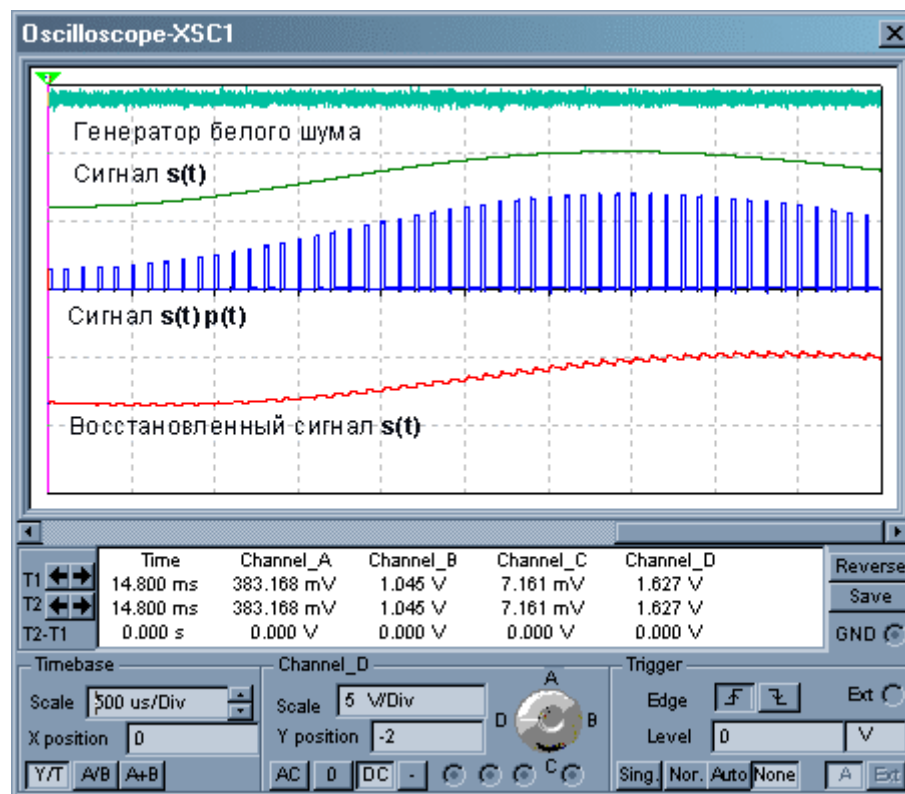 Oscilloscope-XSC1
Генератор белого шума
Сигнал s(t)
Сигнал s(t)p(t)
Восстановленный сигнал s(t)
Time Channel_A Channel_B Channel_C Channel_D
T1 14.800 ms 383.168 mV 1.045 V 7.161 mV 1.627 V
T2 14.800 ms 383.168 mV 1.045 V 7.161 mV 1.627 V
T2-T1 0.000 s 0.000 V 0.000 V 0.000 V 0.000 V
Reverse
Save
GND
Timebase
Scale 500 us/Div
X position 0
Y/T B/A A+B
Channel_D
Scale 5 V/Div
Y position -2
AC 0 DC -
A
B
C
D
Trigger
Edge Ext
Level 0 V
Sing. Nor. Auto None A Ext